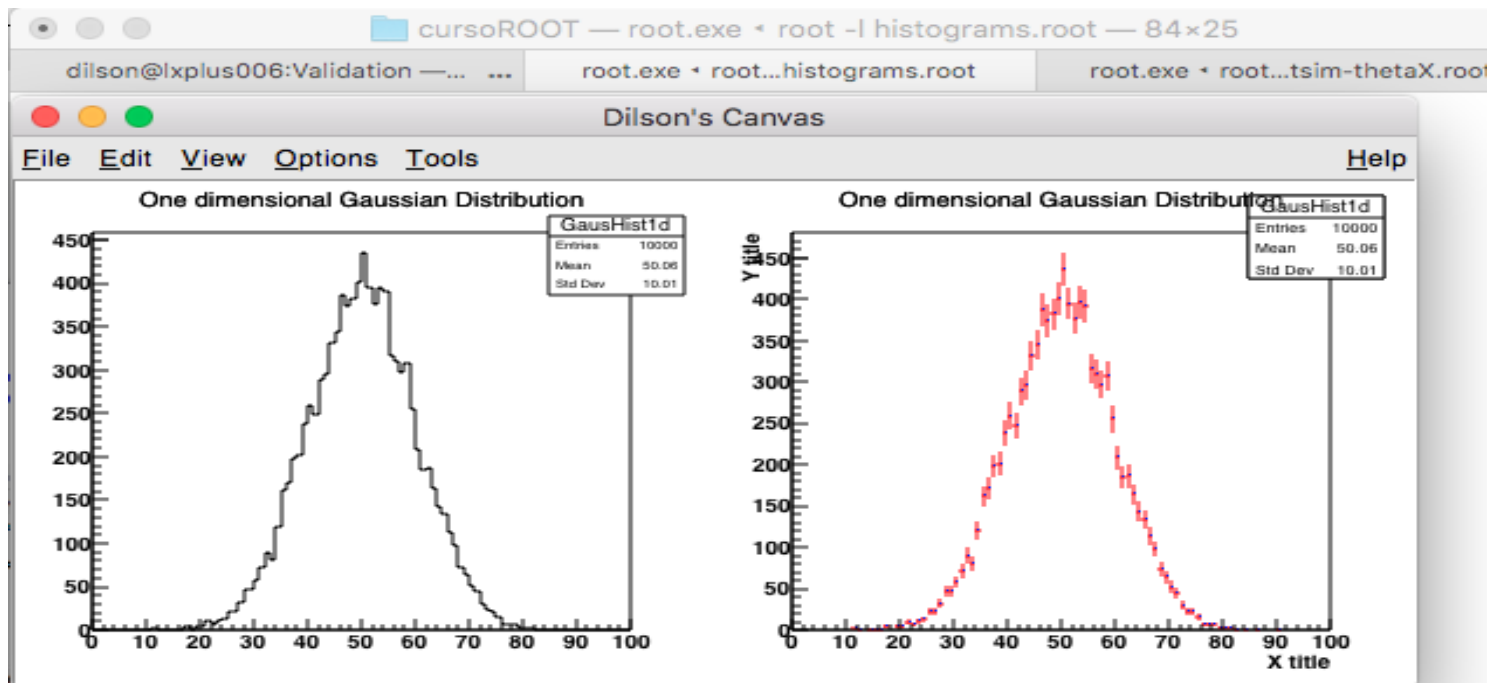 cursoROOT — root.exe ◂ root -l histograms.root — 84×25
dilson@lxplus006:Validation —... ...
root.exe ◂ root...histograms.root
root.exe ◂ root...tsim-thetaX.root
Dilson's Canvas
File Edit View Options Tools Help
One dimensional Gaussian Distribution
GausHist1d
Entries 10000
Mean 50.06
Std Dev 10.01
450
400
350
300
250
200
150
100
50
0
0 10 20 30 40 50 60 70 80 90 100
One dimensional Gaussian Distribution
GausHist1d
Entries 10000
Mean 50.06
Std Dev 10.01
Y title
450
400
350
300
250
200
150
100
50
0
0 10 20 30 40 50 60 70 80 90 100
X title